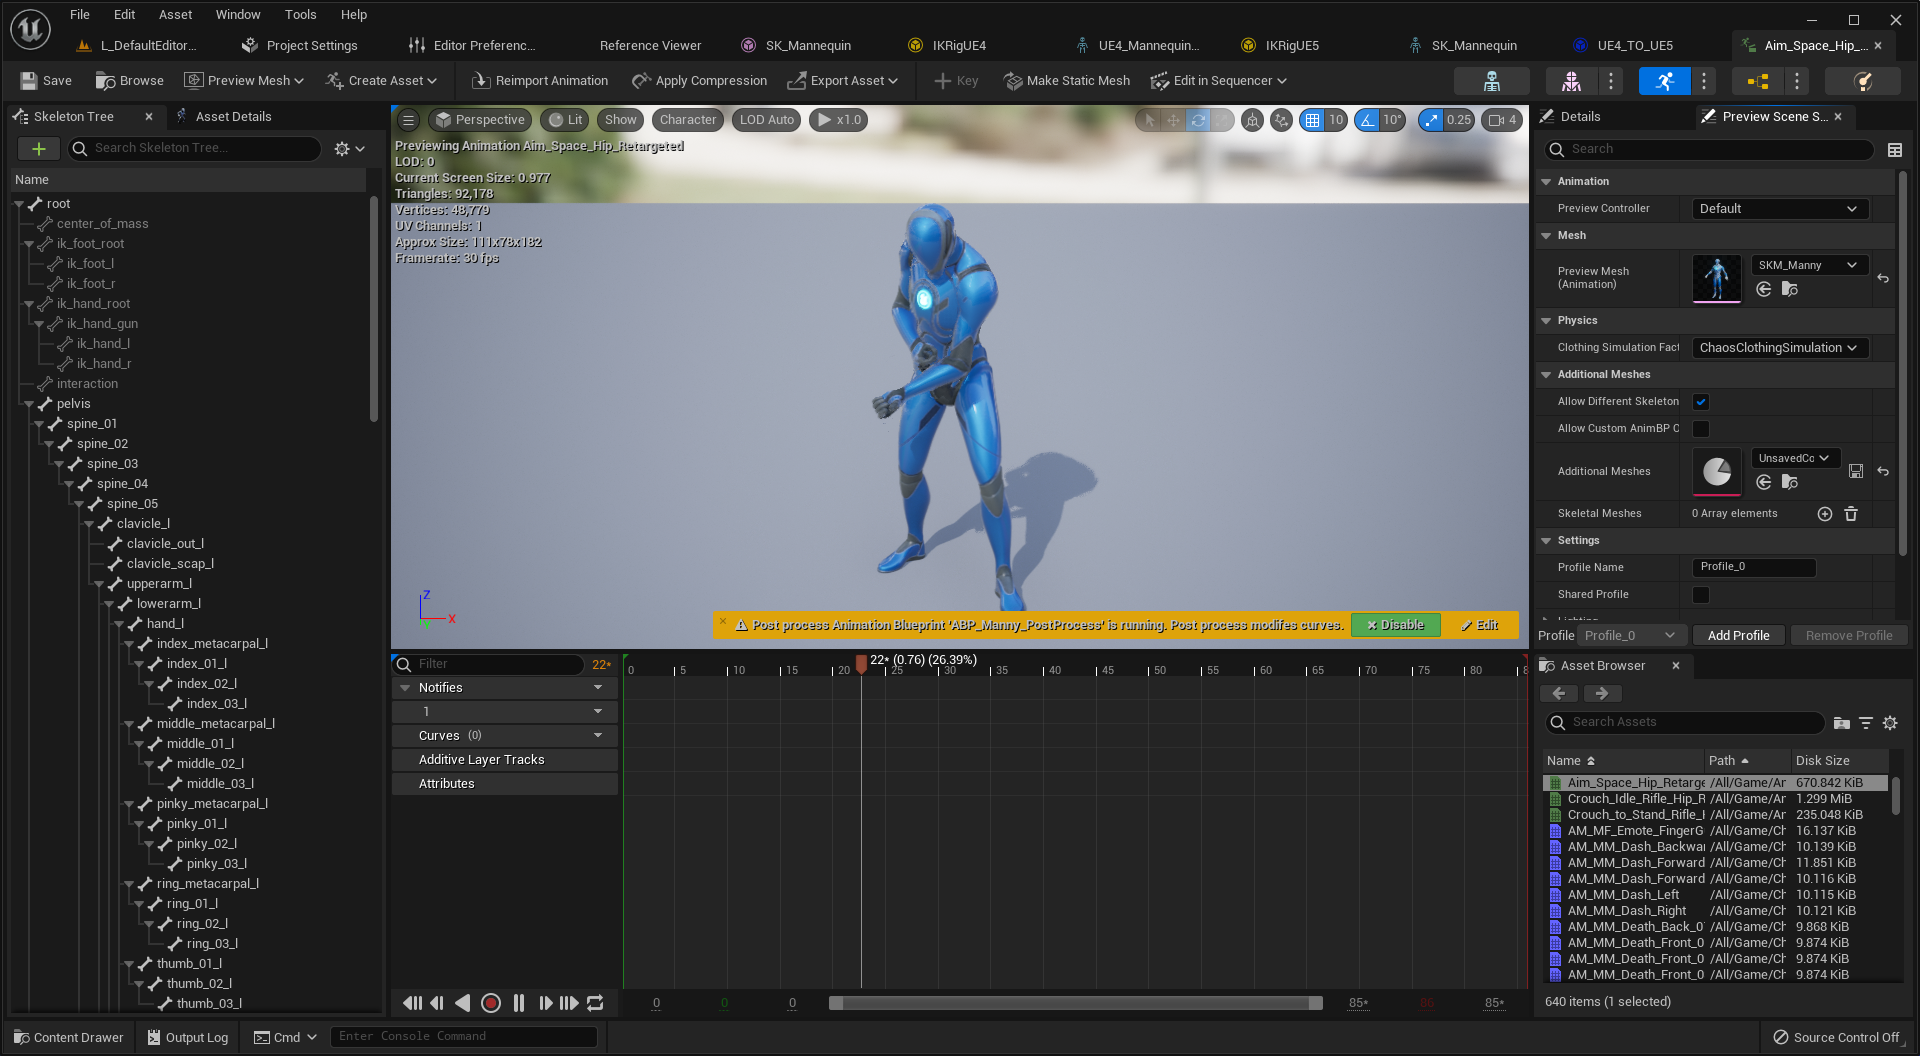 File Edit Asset Window Tools Help
L_DefaultEditor... Project Settings Editor Preferenc... Reference Viewer SK_Mannequin IKRigUE4 UE4_Mannequin... IKRigUE5 SK_Mannequin UE4_TO_UE5 Aim_Space_Hip_...
Save Browse Preview Mesh Create Asset Reimport Animation Apply Compression Export Asset Key Make Static Mesh Edit in Sequencer
Skeleton Tree Asset Details
Search Skeleton Tree...
Name
root
center_of_mass
ik_foot_root
ik_foot_l
ik_foot_r
ik_hand_root
ik_hand_gun
ik_hand_l
ik_hand_r
interaction
pelvis
spine_01
spine_02
spine_03
spine_04
spine_05
clavicle_l
clavicle_out_l
clavicle_scap_l
upperarm_l
lowerarm_l
hand_l
index_metacarpal_l
index_01_l
index_02_l
index_03_l
middle_metacarpal_l
middle_01_l
middle_02_l
middle_03_l
pinky_metacarpal_l
pinky_01_l
pinky_02_l
pinky_03_l
ring_metacarpal_l
ring_01_l
ring_02_l
ring_03_l
thumb_01_l
thumb_02_l
thumb_03_l
Perspective Lit Show Character LOD Auto x1.0 10 10° 0.25 4
Previewing Animation Aim_Space_Hip_Retargeted
LOD: 0
Current Screen Size: 0.977
Triangles: 92,178
Vertices: 48,779
UV Channels: 1
Approx Size: 111x78x182
Framerate: 30 fps
Z
X
Post process Animation Blueprint 'ABP_Manny_PostProcess' is running. Post process modifes curves. Disable Edit
Filter 22*
22* (0.76) (26.39%)
0 5 10 15 20 25 30 35 40 45 50 55 60 65 70 75 80 8
Notifies
1
Curves (0)
Additive Layer Tracks
Attributes
0 0 0 85* 86 85*
Details Preview Scene S...
Search
Animation
Preview Controller Default
Mesh
Preview Mesh (Animation) SKM_Manny
Physics
Clothing Simulation Fact ChaosClothingSimulation
Additional Meshes
Allow Different Skeleton
Allow Custom AnimBP C
Additional Meshes UnsavedCo
Skeletal Meshes 0 Array elements
Settings
Profile Name Profile_0
Shared Profile
Lighting
Profile Profile_0 Add Profile Remove Profile
Asset Browser
Search Assets
Name Path Disk Size
Aim_Space_Hip_Retarge /All/Game/Ar 670.842 KiB
Crouch_Idle_Rifle_Hip_R /All/Game/Ar 1.299 MiB
Crouch_to_Stand_Rifle_H /All/Game/Ar 235.048 KiB
AM_MF_Emote_FingerG /All/Game/Ch 16.137 KiB
AM_MM_Dash_Backwar /All/Game/Ch 10.139 KiB
AM_MM_Dash_Forward /All/Game/Ch 11.851 KiB
AM_MM_Dash_Forward /All/Game/Ch 10.116 KiB
AM_MM_Dash_Left /All/Game/Ch 10.115 KiB
AM_MM_Dash_Right /All/Game/Ch 10.121 KiB
AM_MM_Death_Back_0 /All/Game/Ch 9.868 KiB
AM_MM_Death_Front_0 /All/Game/Ch 9.874 KiB
AM_MM_Death_Front_0 /All/Game/Ch 9.874 KiB
AM_MM_Death_Front_0 /All/Game/Ch 9.874 KiB
640 items (1 selected)
Content Drawer Output Log Cmd Enter Console Command Source Control Off